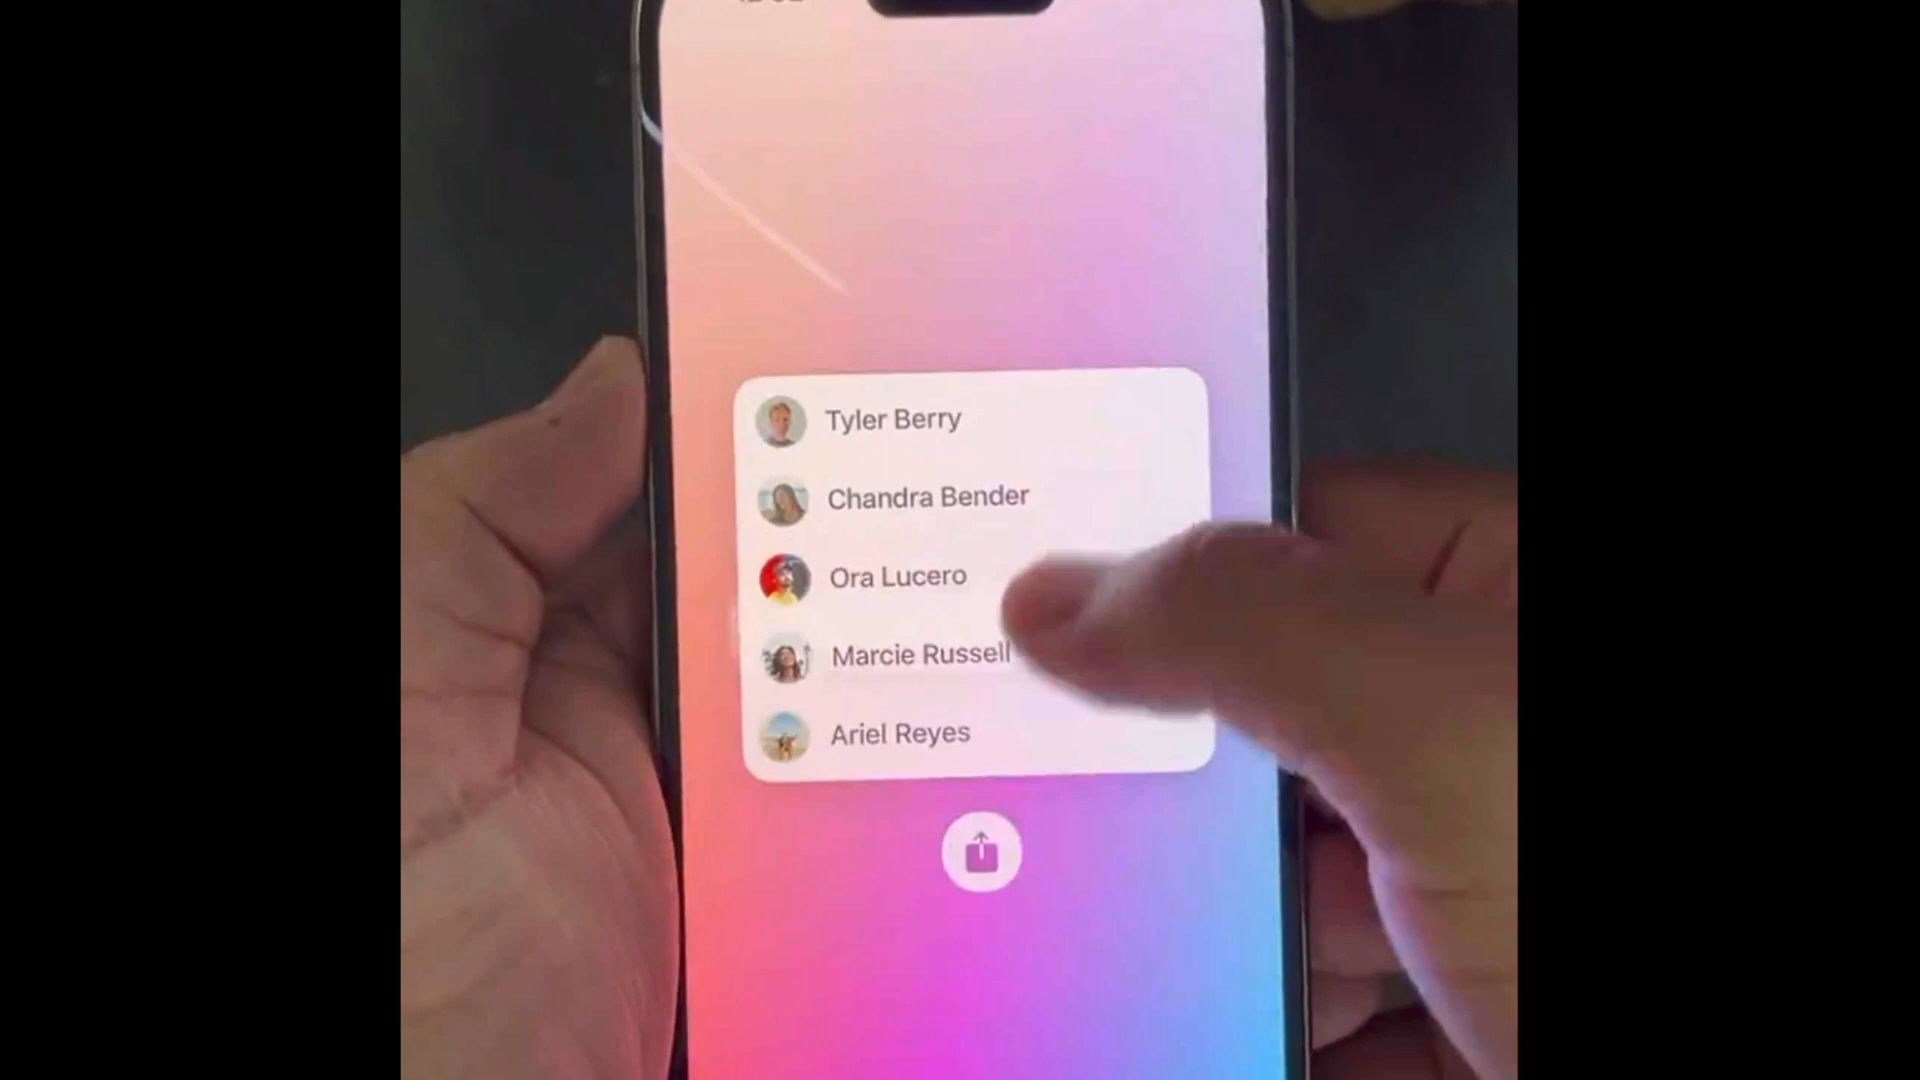 Tyler Berry
Chandra Bender
Ora Lucero
Marcie Russell
Ariel Reyes